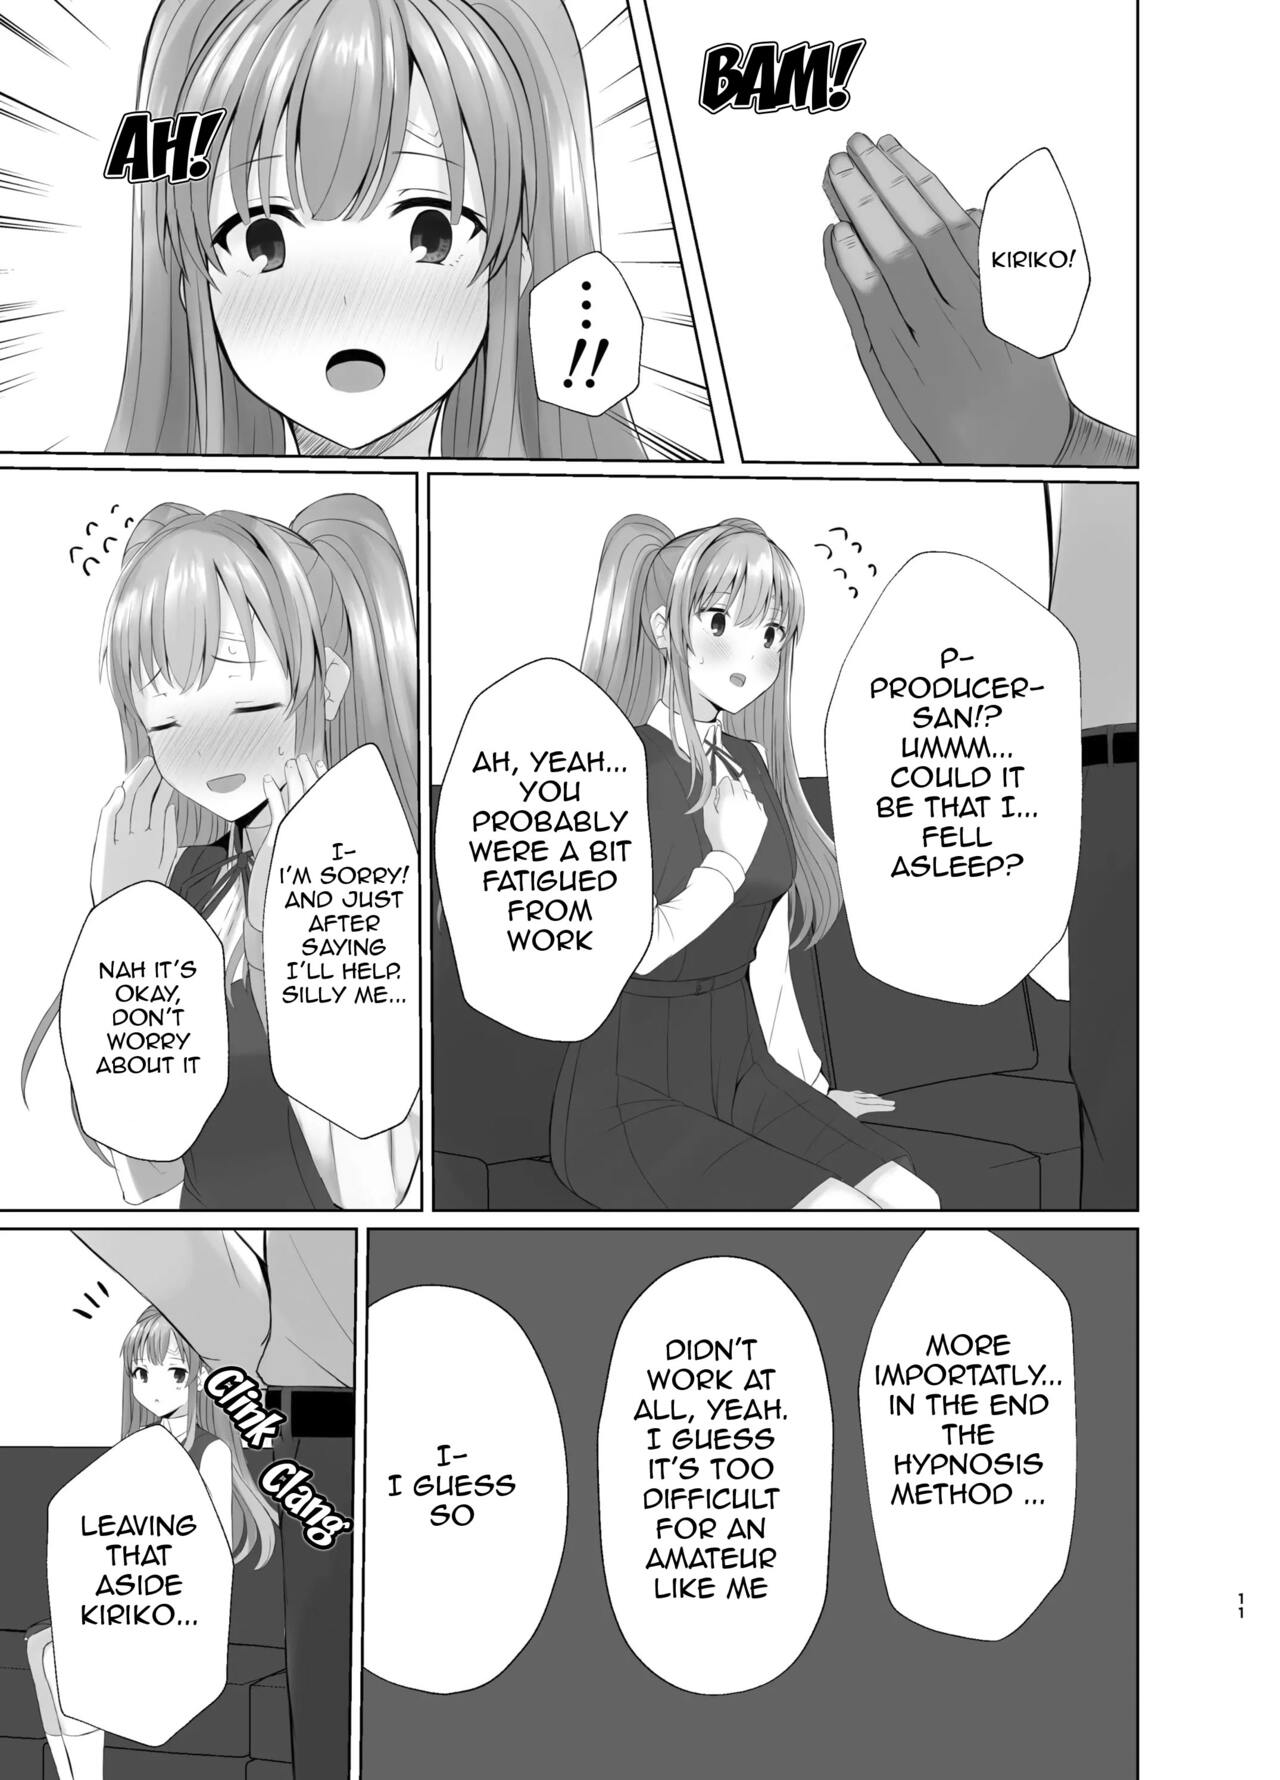 BAM!
KIRIKO!
AH!
...!!
P-
PRODUCER-
SAN!?
UMMM...
COULD IT
BE THAT I...
FELL
ASLEEP?
AH, YEAH...
YOU
PROBABLY
WERE A BIT
FATIGUED
FROM
WORK
I-
I'M SORRY!
AND JUST
AFTER
SAYING
I'LL HELP.
SILLY ME...
NAH IT'S
OKAY,
DON'T
WORRY
ABOUT IT
MORE
IMPORTATLY...
IN THE END
THE
HYPNOSIS
METHOD ...
DIDN'T
WORK AT
ALL, YEAH.
I GUESS
IT'S TOO
DIFFICULT
FOR AN
AMATEUR
LIKE ME
I-
I GUESS
SO
Clink
Clang
LEAVING
THAT
ASIDE
KIRIKO...
11